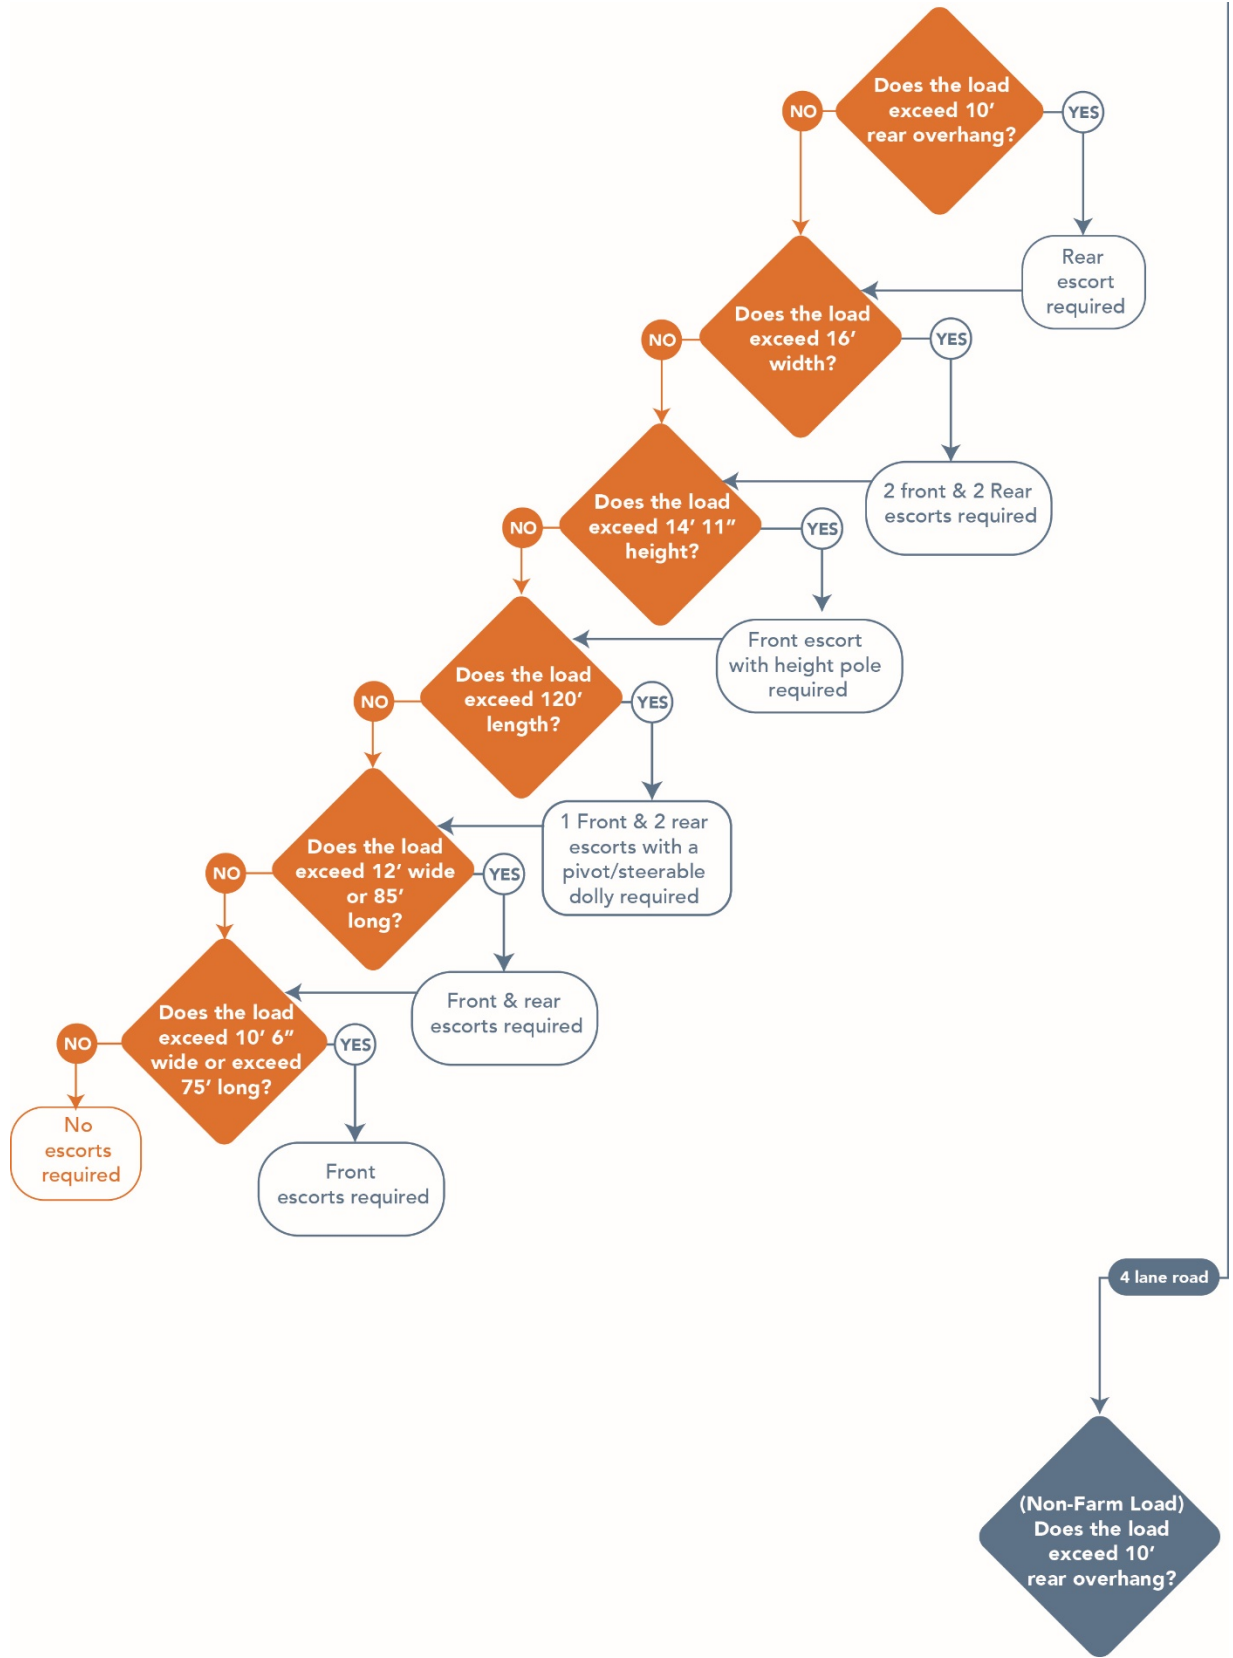 Does the load
exceed 10'
rear overhang?
NO
YES
Rear
escort
required
Does the load
exceed 16'
width?
NO
YES
2 front & 2 Rear
escorts required
Does the load
exceed 14' 11"
height?
NO
YES
Front escort
with height pole
required
Does the load
exceed 120'
length?
NO
YES
1 Front & 2 rear
escorts with a
pivot/steerable
dolly required
Does the load
exceed 12' wide
or 85'
long?
NO
YES
Front & rear
escorts required
Does the load
exceed 10' 6"
wide or exceed
75' long?
NO
YES
No
escorts
required
Front
escorts required
4 lane road
(Non-Farm Load)
Does the load
exceed 10'
rear overhang?